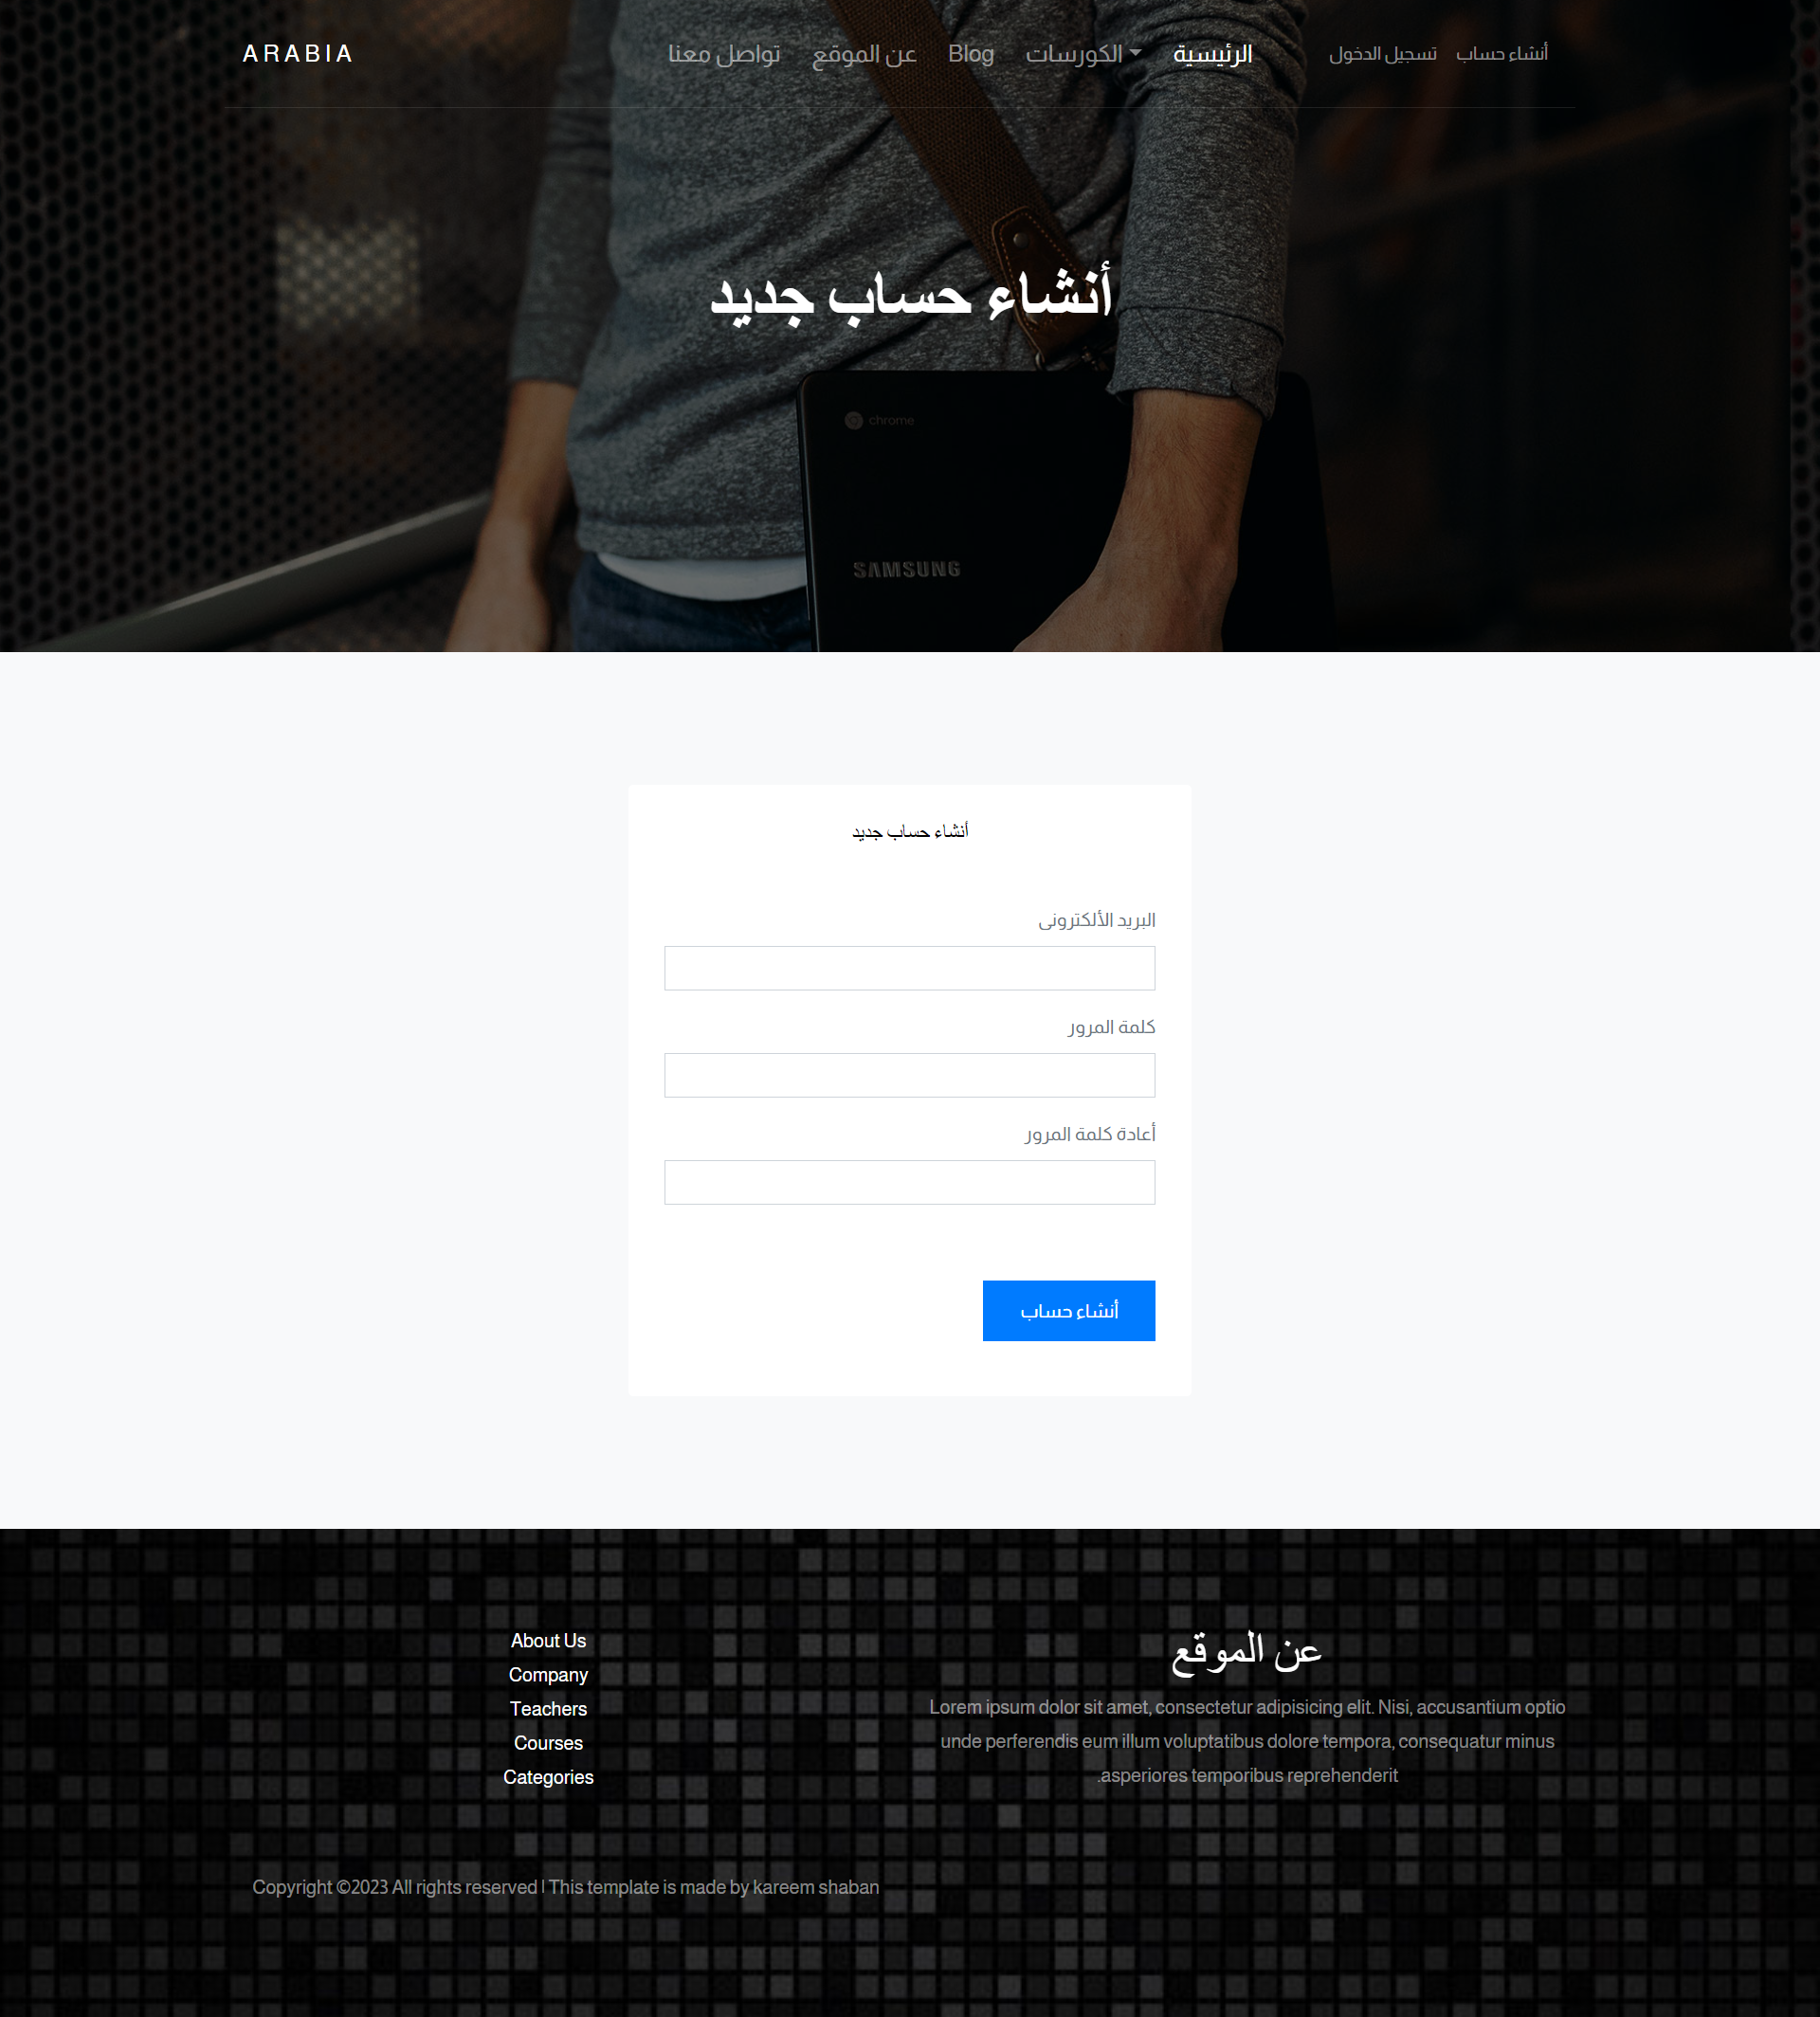 أنشاء حساب تسجيل الدخول
الرئيسية الكورسات Blog عن الموقع تواصل معنا
ARABIA
أنشاء حساب جديد
chrome
SAMSUNG
أنشاء حساب جديد
البريد الألكترونى
كلمة المرور
أعادة كلمة المرور
أنشاء حساب
عن الموقع
Lorem ipsum dolor sit amet, consectetur adipisicing elit. Nisi, accusantium optio
unde perferendis eum illum voluptatibus dolore tempora, consequatur minus
.asperiores temporibus reprehenderit
About Us
Company
Teachers
Courses
Categories
Copyright ©2023 All rights reserved | This template is made by kareem shaban